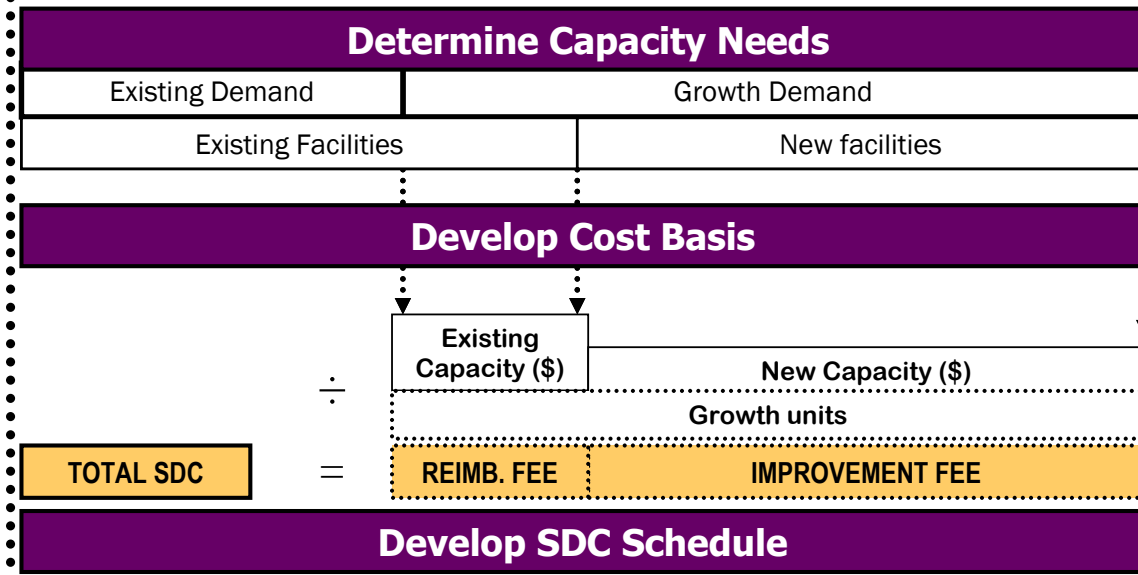 Determine Capacity Needs
Existing Demand Growth Demand
Existing Facilities New facilities
Develop Cost Basis
Existing
Capacity ($) New Capacity ($)
÷
Growth units
TOTAL SDC = REIMB. FEE IMPROVEMENT FEE
Develop SDC Schedule